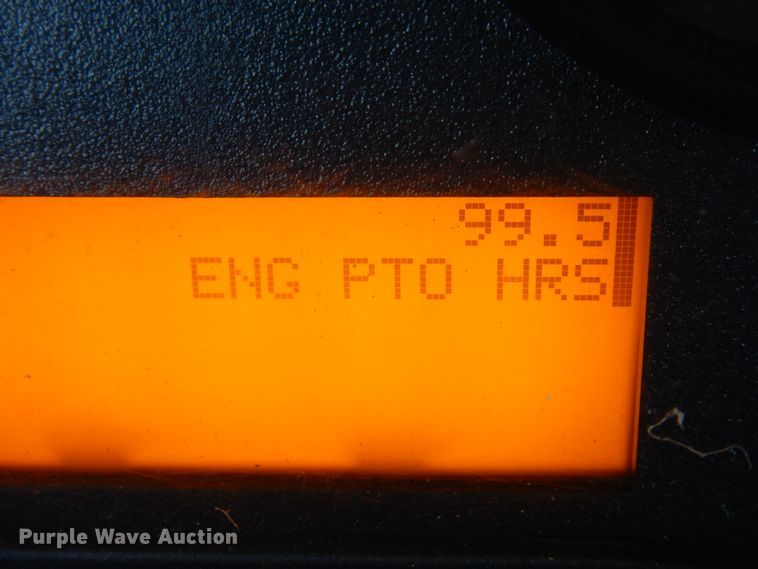 99.5
ENG PTO HRS
Purple Wave Auction